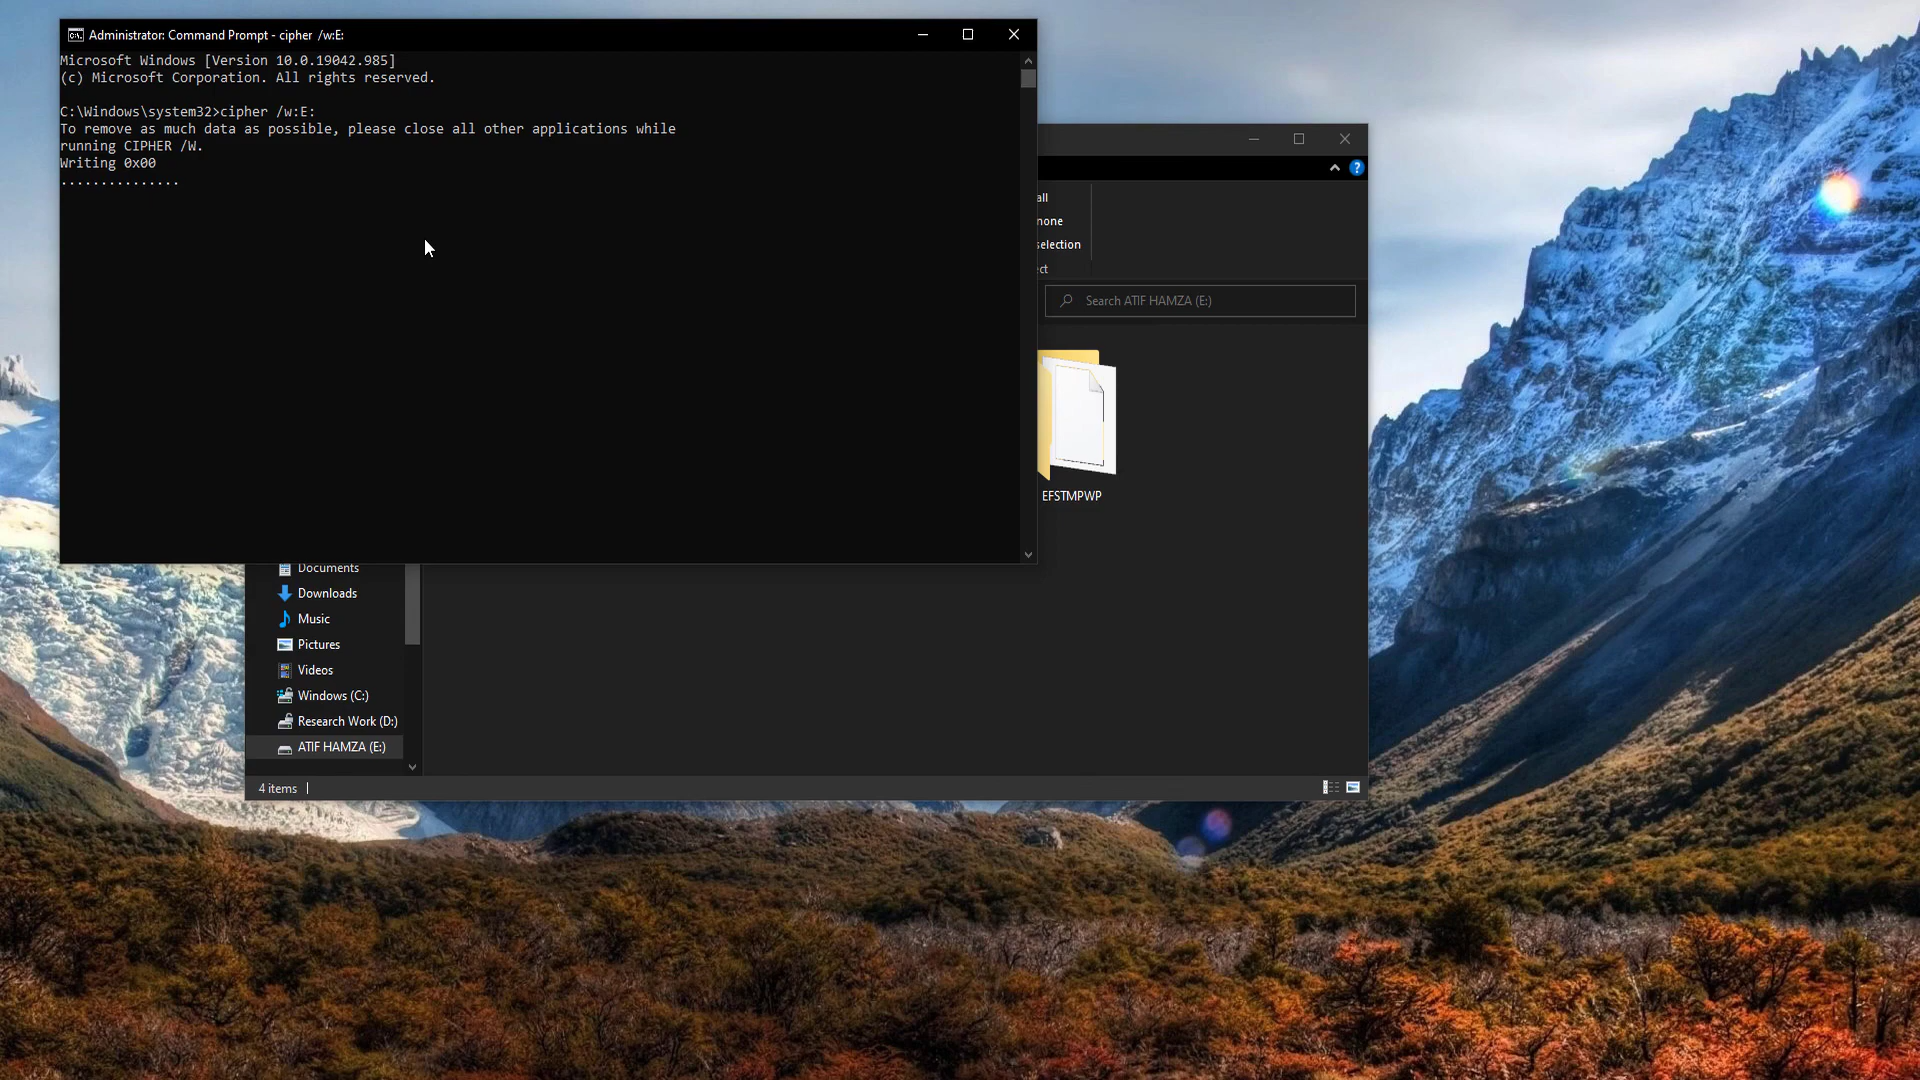 Administrator: Command Prompt - cipher /w:E:
Microsoft Windows [Version 10.0.19042.985]
(c) Microsoft Corporation. All rights reserved.
C:\Windows\system32>cipher /w:E:
To remove as much data as possible, please close all other applications while
running CIPHER /W.
Writing 0x00
...............
all
none
selection
ct
Search ATIF HAMZA (E:)
EFSTMPWP
Documents
Downloads
Music
Pictures
Videos
Windows (C:)
Research Work (D:)
ATIF HAMZA (E:)
4 items